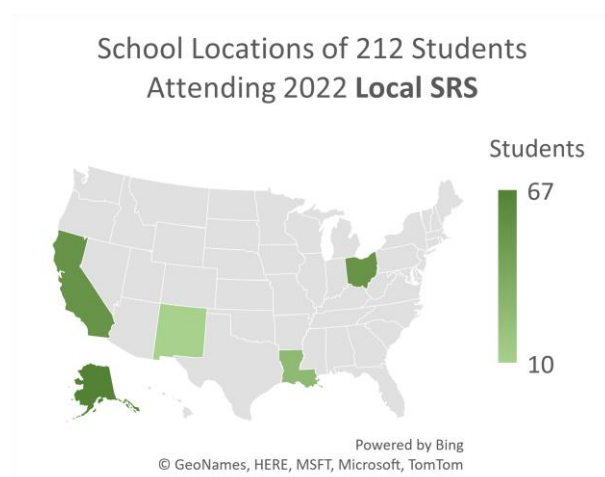 School Locations of 212 Students
Attending 2022 Local SRS
Students
67
10
Powered by Bing
© GeoNames, HERE, MSFT, Microsoft, TomTom